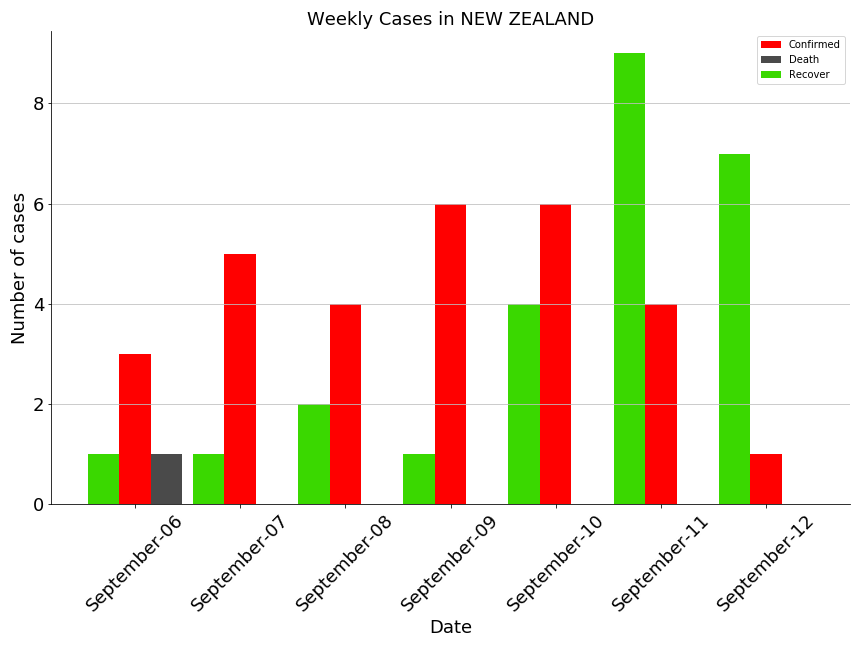 Weekly Cases in NEW ZEALAND
Confirmed
Death
Recover
Number of cases
8
6
4
2
0
September-06
September-07
September-08
September-09
September-10
September-11
September-12
Date